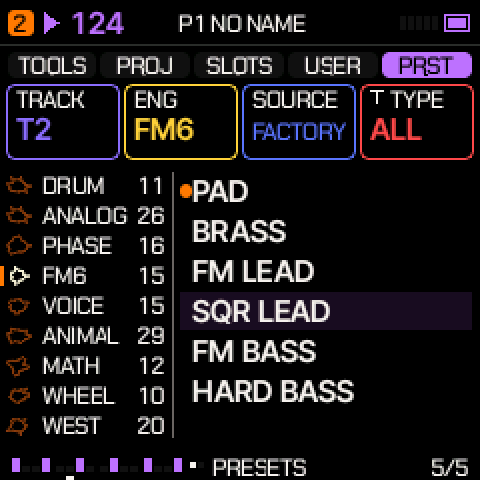 2 124 P1 NO NAME
TOOLS PROJ SLOTS USER PRST
TRACK ENG SOURCE T TYPE
T2 FM6 FACTORY ALL
DRUM 11
ANALOG 26
PHASE 16
FM6 15
VOICE 15
ANIMAL 29
MATH 12
WHEEL 10
WEST 20
PAD
BRASS
FM LEAD
SQR LEAD
FM BASS
HARD BASS
PRESETS 5/5